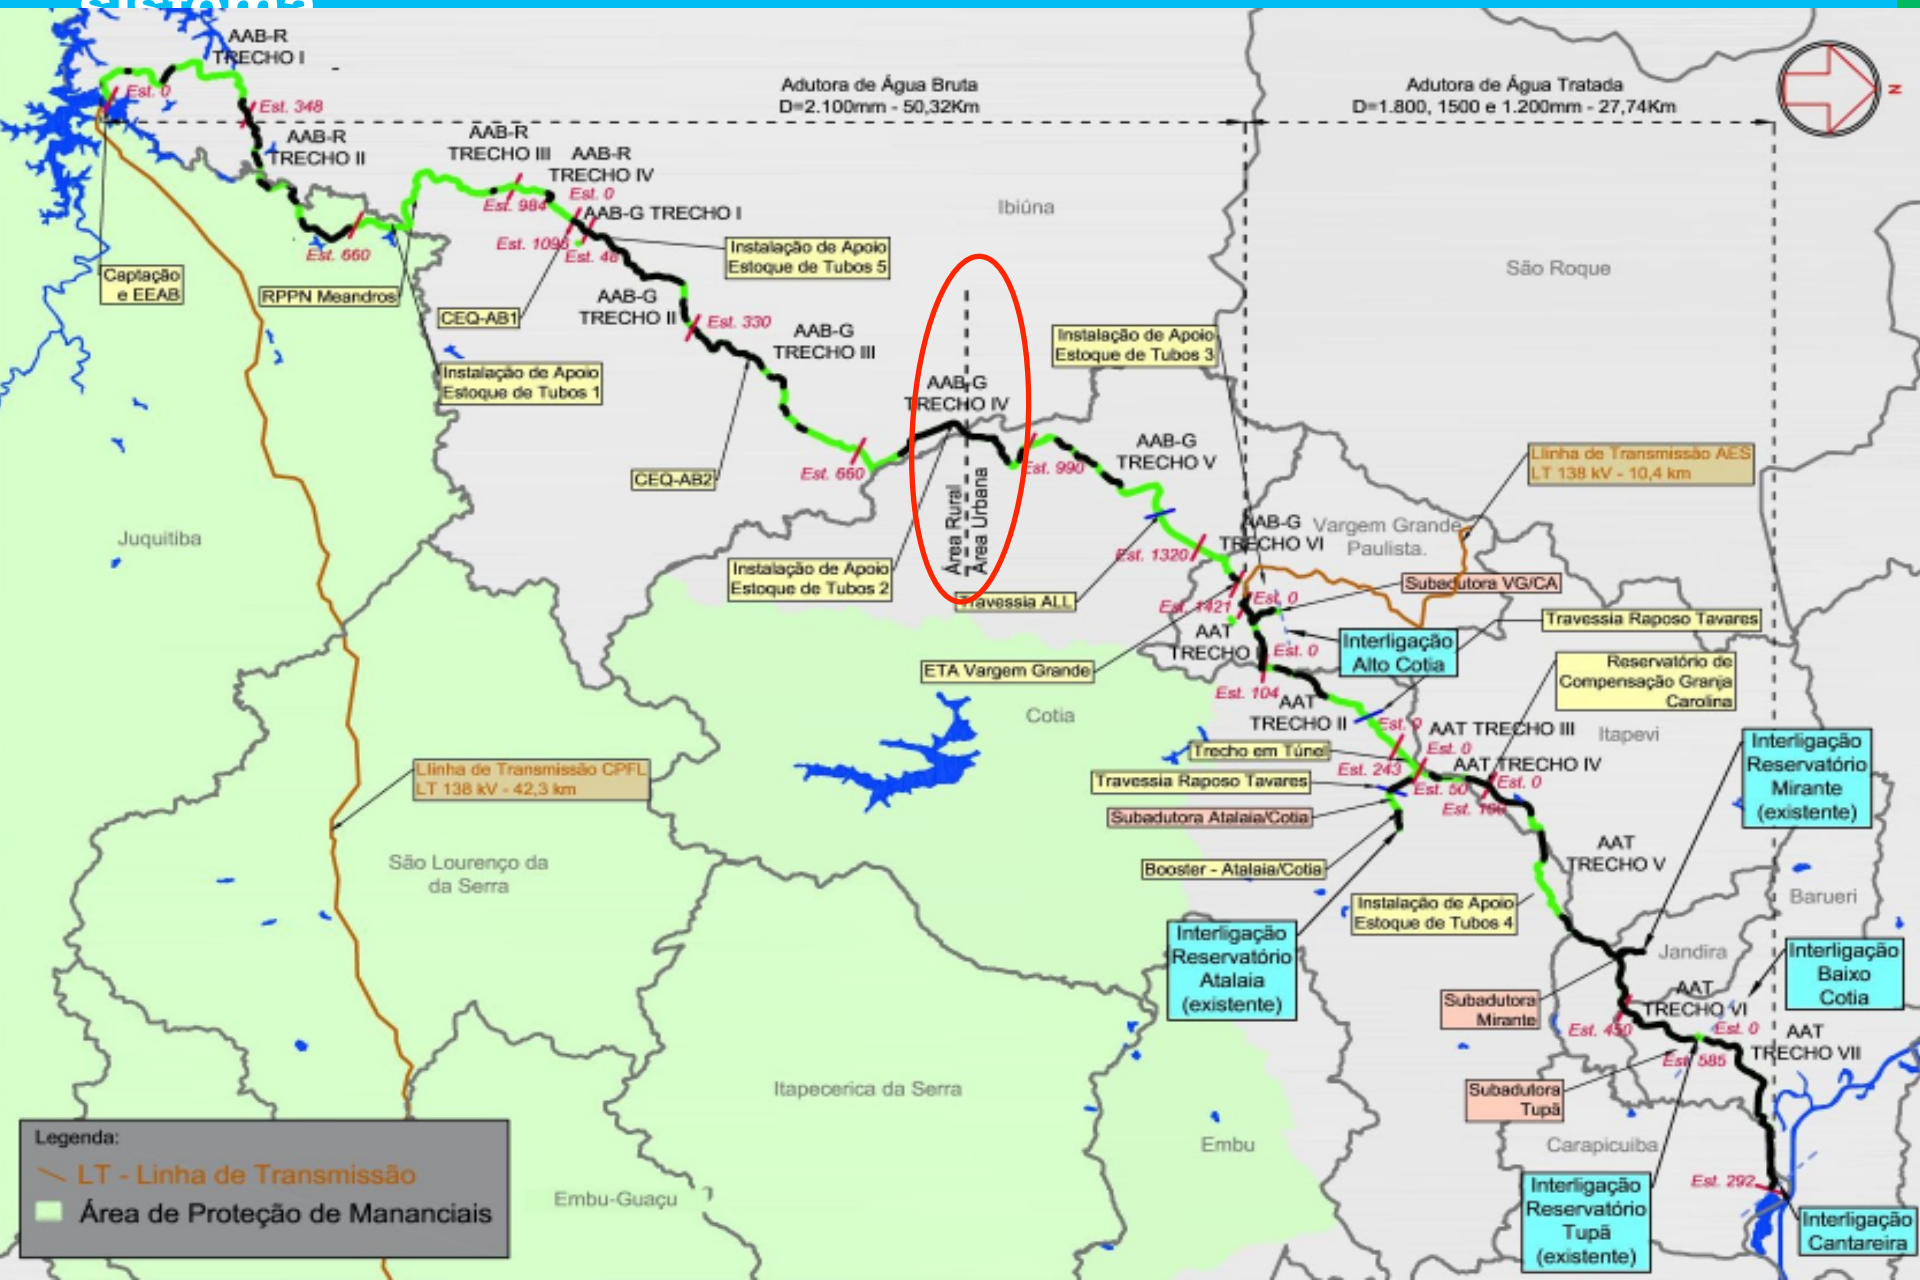 sistema
AAB-R
TRECHO I
Adutora de Água Bruta
D=2.100mm - 50,32Km
Adutora de Água Tratada
D=1.800, 1500 e 1.200mm - 27,74Km
N
Est. 0
Est. 348
AAB-R
TRECHO II
AAB-R
TRECHO III
AAB-R
TRECHO IV
Est. 984
Est. 0
AAB-G TRECHO I
Est. 660
Est. 1095
Est. 48
Ibiúna
São Roque
Instalação de Apoio
Estoque de Tubos 5
Captação
e EEAB
RPPN Meandros
CEQ-AB1
AAB-G
TRECHO II
Est. 330
AAB-G
TRECHO III
Instalação de Apoio
Estoque de Tubos 1
Instalação de Apoio
Estoque de Tubos 3
AAB-G
TRECHO IV
CEQ-AB2
Est. 660
Est. 990
AAB-G
TRECHO V
Área Rural
Área Urbana
Llinha de Transmissão AES
LT 138 kV - 10,4 km
Juquitiba
Instalação de Apoio
Estoque de Tubos 2
Travessia ALL
Est. 1320
AAB-G
TRECHO VI
Vargem Grande
Paulista.
Subadutora VG/CA
Est. 1421
Est. 0
Travessia Raposo Tavares
AAT
TRECHO I
Est. 0
Interligação
Alto Cotia
ETA Vargem Grande
Est. 104
Reservatório de
Compensação Granja
Carolina
Cotia
AAT
TRECHO II
Est. 0
AAT TRECHO III
Est. 0
Itapevi
Trecho em Túnel
Est. 243
AAT TRECHO IV
Est. 0
Travessia Raposo Tavares
Est. 50
Subadutora Atalaia/Cotia
Interligação
Reservatório
Mirante
(existente)
Llinha de Transmissão CPFL
LT 138 kV - 42,3 km
AAT
TRECHO V
São Lourenço da
da Serra
Booster - Atalaia/Cotia
Instalação de Apoio
Estoque de Tubos 4
Barueri
Interligação
Reservatório
Atalaia
(existente)
Jandira
Interligação
Baixo
Cotia
Subadutora
Mirante
AAT
TRECHO VI
Est. 450
Est. 0
AAT
TRECHO VII
Est. 585
Itapecerica da Serra
Subadutora
Tupã
Embu
Carapicuiba
Legenda:
LT - Linha de Transmissão
Área de Proteção de Mananciais
Embu-Guaçu
Est. 292
Interligação
Reservatório
Tupã
(existente)
Interligação
Cantareira